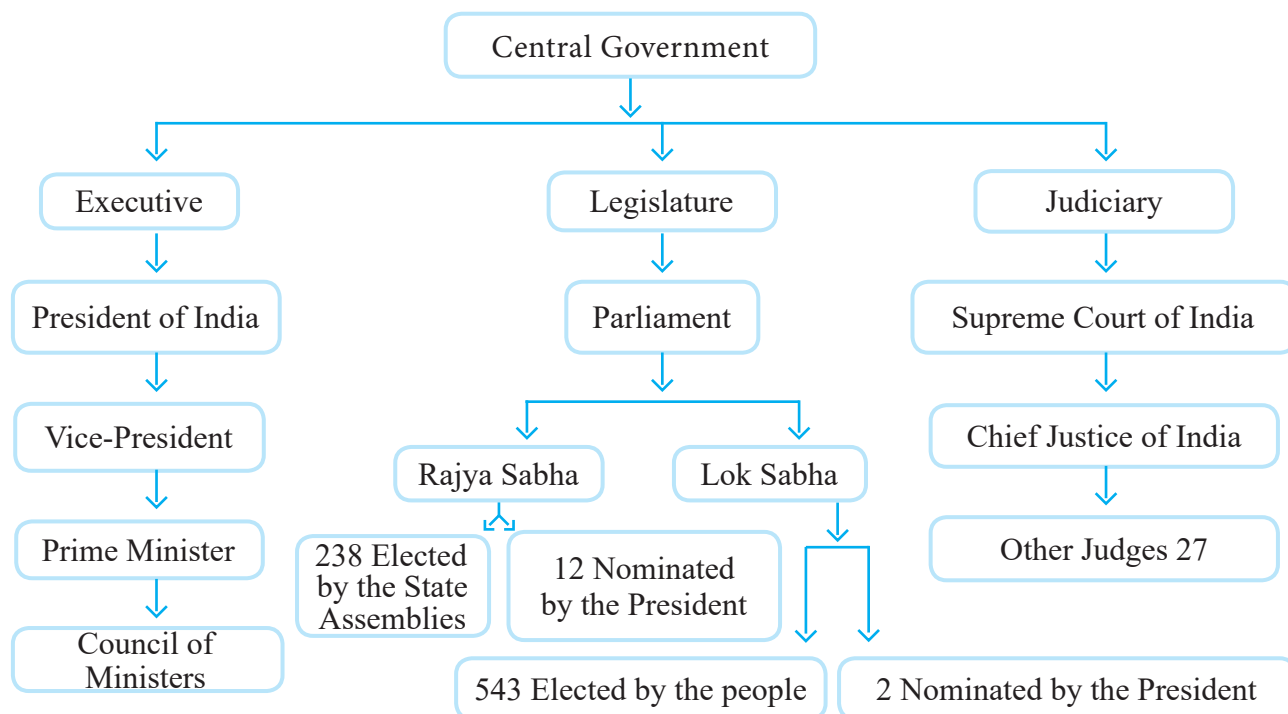 Central Government
Executive
Legislature
Judiciary
President of India
Parliament
Supreme Court of India
Vice-President
Rajya Sabha
Lok Sabha
Chief Justice of India
Prime Minister
238 Elected
by the State
Assemblies
12 Nominated
by the President
Other Judges 27
Council of
Ministers
543 Elected by the people
2 Nominated by the President